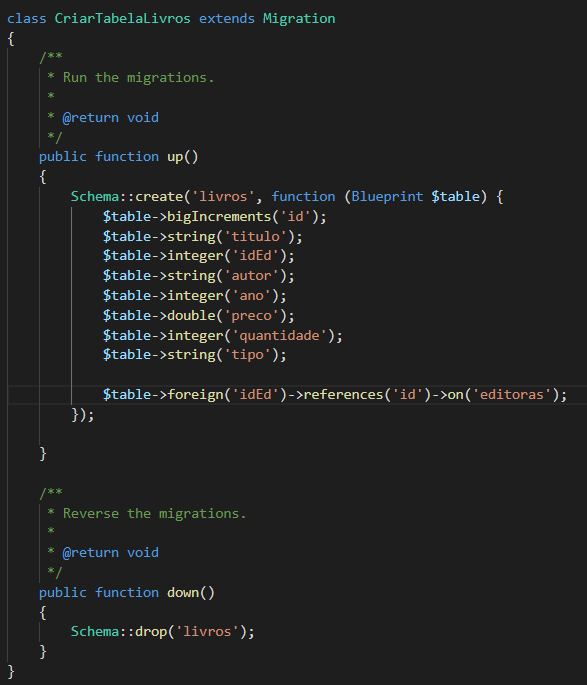 class CriarTabelaLivros extends Migration
{
    /**
     * Run the migrations.
     *
     * @return void
     */
    public function up()
    {
        Schema::create('livros', function (Blueprint $table) {
            $table->bigIncrements('id');
            $table->string('titulo');
            $table->integer('idEd');
            $table->string('autor');
            $table->integer('ano');
            $table->double('preco');
            $table->integer('quantidade');
            $table->string('tipo');

            $table->foreign('idEd')->references('id')->on('editoras');
        });

    }

    /**
     * Reverse the migrations.
     *
     * @return void
     */
    public function down()
    {
        Schema::drop('livros');
    }
}